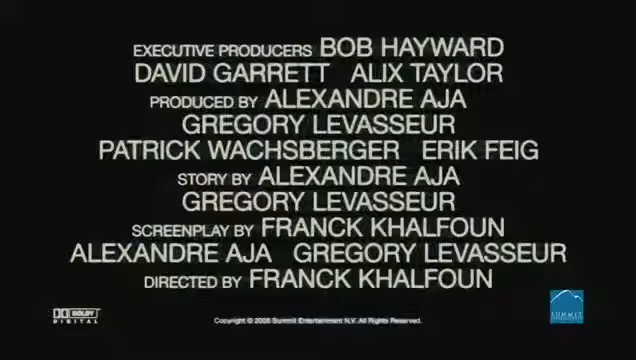 EXECUTIVE PRODUCERS BOB HAYWARD
DAVID GARRETT ALIX TAYLOR
PRODUCED BY ALEXANDRE AJA
GREGORY LEVASSEUR
PATRICK WACHSBERGER ERIK FEIG
STORY BY ALEXANDRE AJA
GREGORY LEVASSEUR
SCREENPLAY BY FRANCK KHALFOUN
ALEXANDRE AJA GREGORY LEVASSEUR
DIRECTED BY FRANCK KHALFOUN
DOLBY
DIGITAL
Copyright © 2008 Summit Entertainment N.V. All Rights Reserved.
SUMMIT